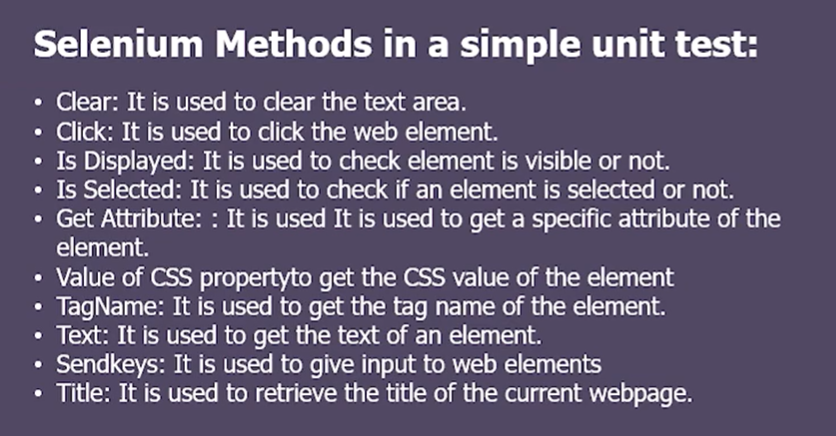 Selenium Methods in a simple unit test:
• Clear: It is used to clear the text area.
• Click: It is used to click the web element.
• Is Displayed: It is used to check element is visible or not.
• Is Selected: It is used to check if an element is selected or not.
• Get Attribute: : It is used It is used to get a specific attribute of the
element.
• Value of CSS propertyto get the CSS value of the element
• TagName: It is used to get the tag name of the element.
• Text: It is used to get the text of an element.
• Sendkeys: It is used to give input to web elements
• Title: It is used to retrieve the title of the current webpage.